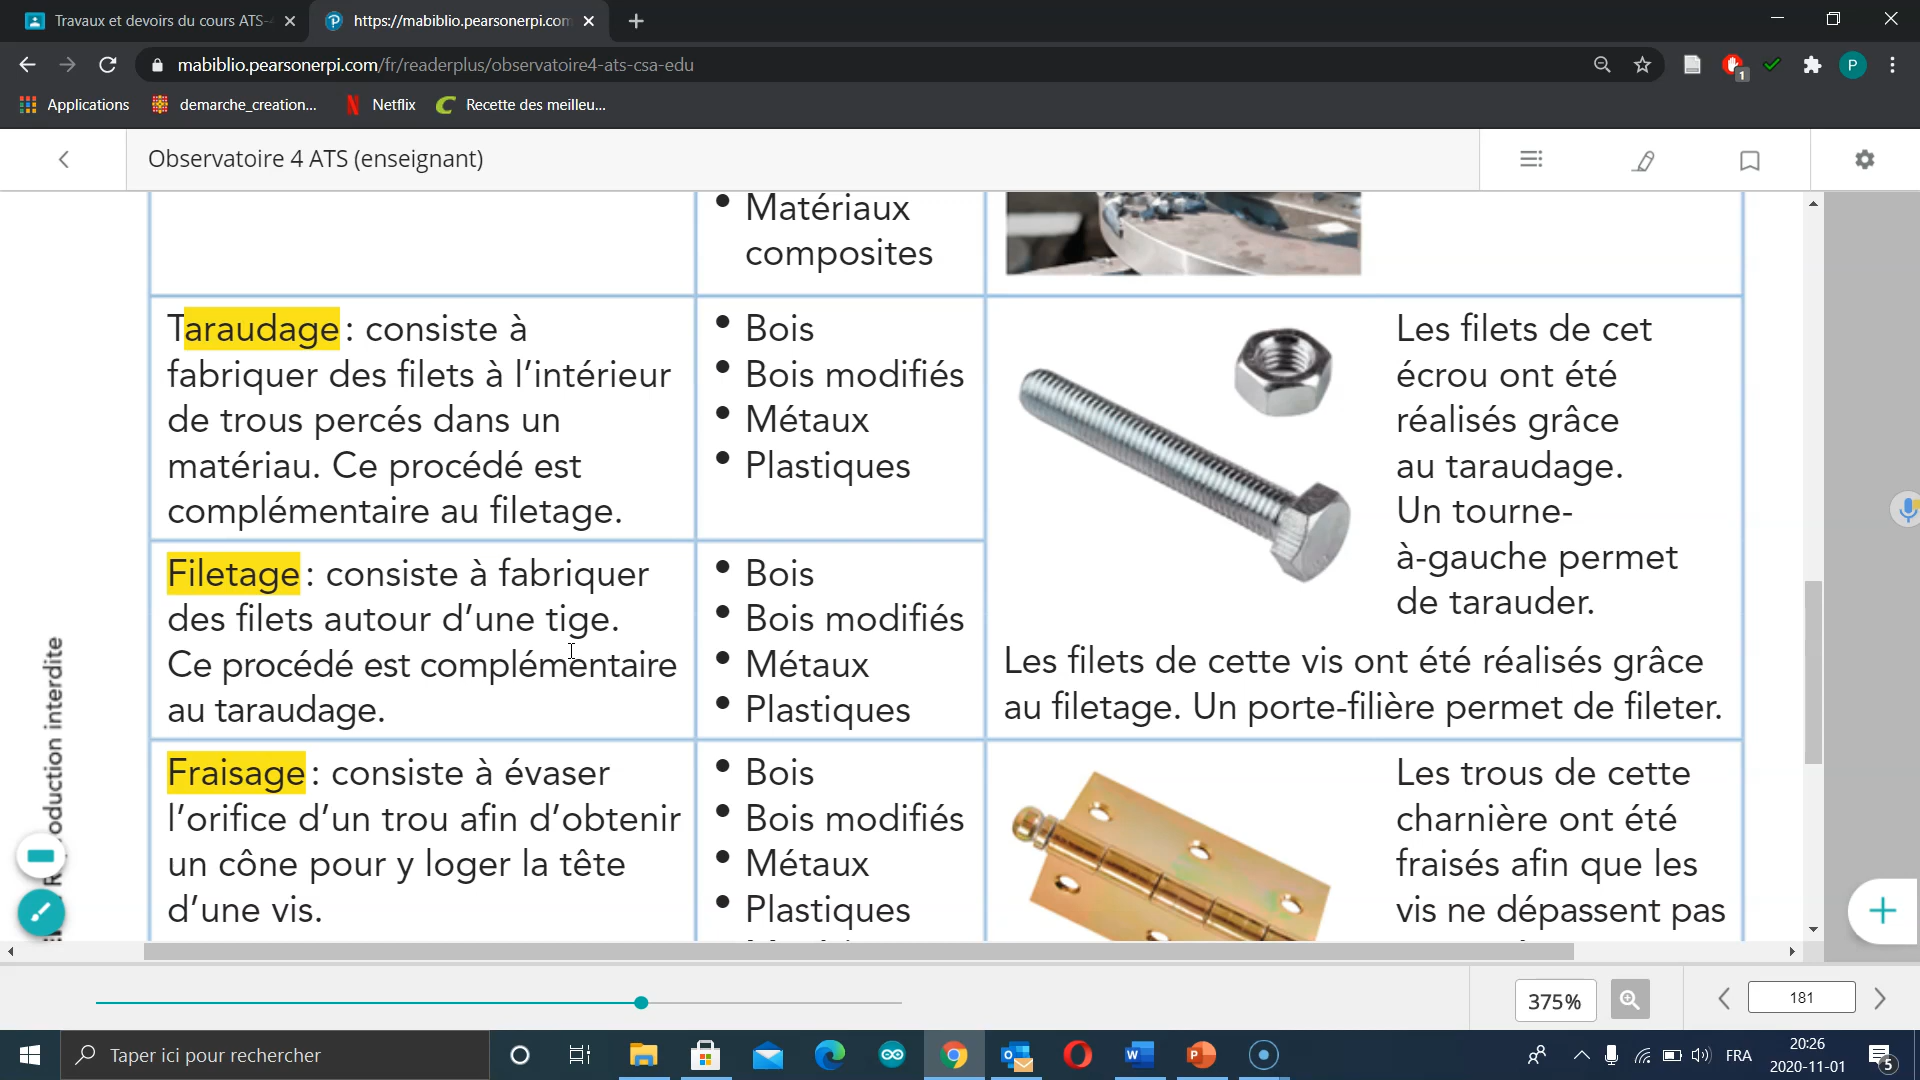 Travaux et devoirs du cours ATS-
https://mabiblio.pearsonerpi.com
mabiblio.pearsonerpi.com/fr/readerplus/observatoire4-ats-csa-edu
1
P
Applications
demarche_creation...
Netflix
Recette des meilleu...
Observatoire 4 ATS (enseignant)
• Matériaux
composites
Taraudage : consiste à
fabriquer des filets à l'intérieur
de trous percés dans un
matériau. Ce procédé est
complémentaire au filetage.
• Bois
• Bois modifiés
• Métaux
• Plastiques
Les filets de cet
écrou ont été
réalisés grâce
au taraudage.
Un tourne-
à-gauche permet
de tarauder.
Filetage : consiste à fabriquer
des filets autour d'une tige.
Ce procédé est complémentaire
au taraudage.
• Bois
• Bois modifiés
• Métaux
• Plastiques
Les filets de cette vis ont été réalisés grâce
au filetage. Un porte-filière permet de fileter.
Fraisage : consiste à évaser
l'orifice d'un trou afin d'obtenir
un cône pour y loger la tête
d'une vis.
• Bois
• Bois modifiés
• Métaux
• Plastiques
Les trous de cette
charnière ont été
fraisés afin que les
vis ne dépassent pas
oduction interdite
375%
181
Taper ici pour rechercher
FRA
20:26
2020-11-01
5